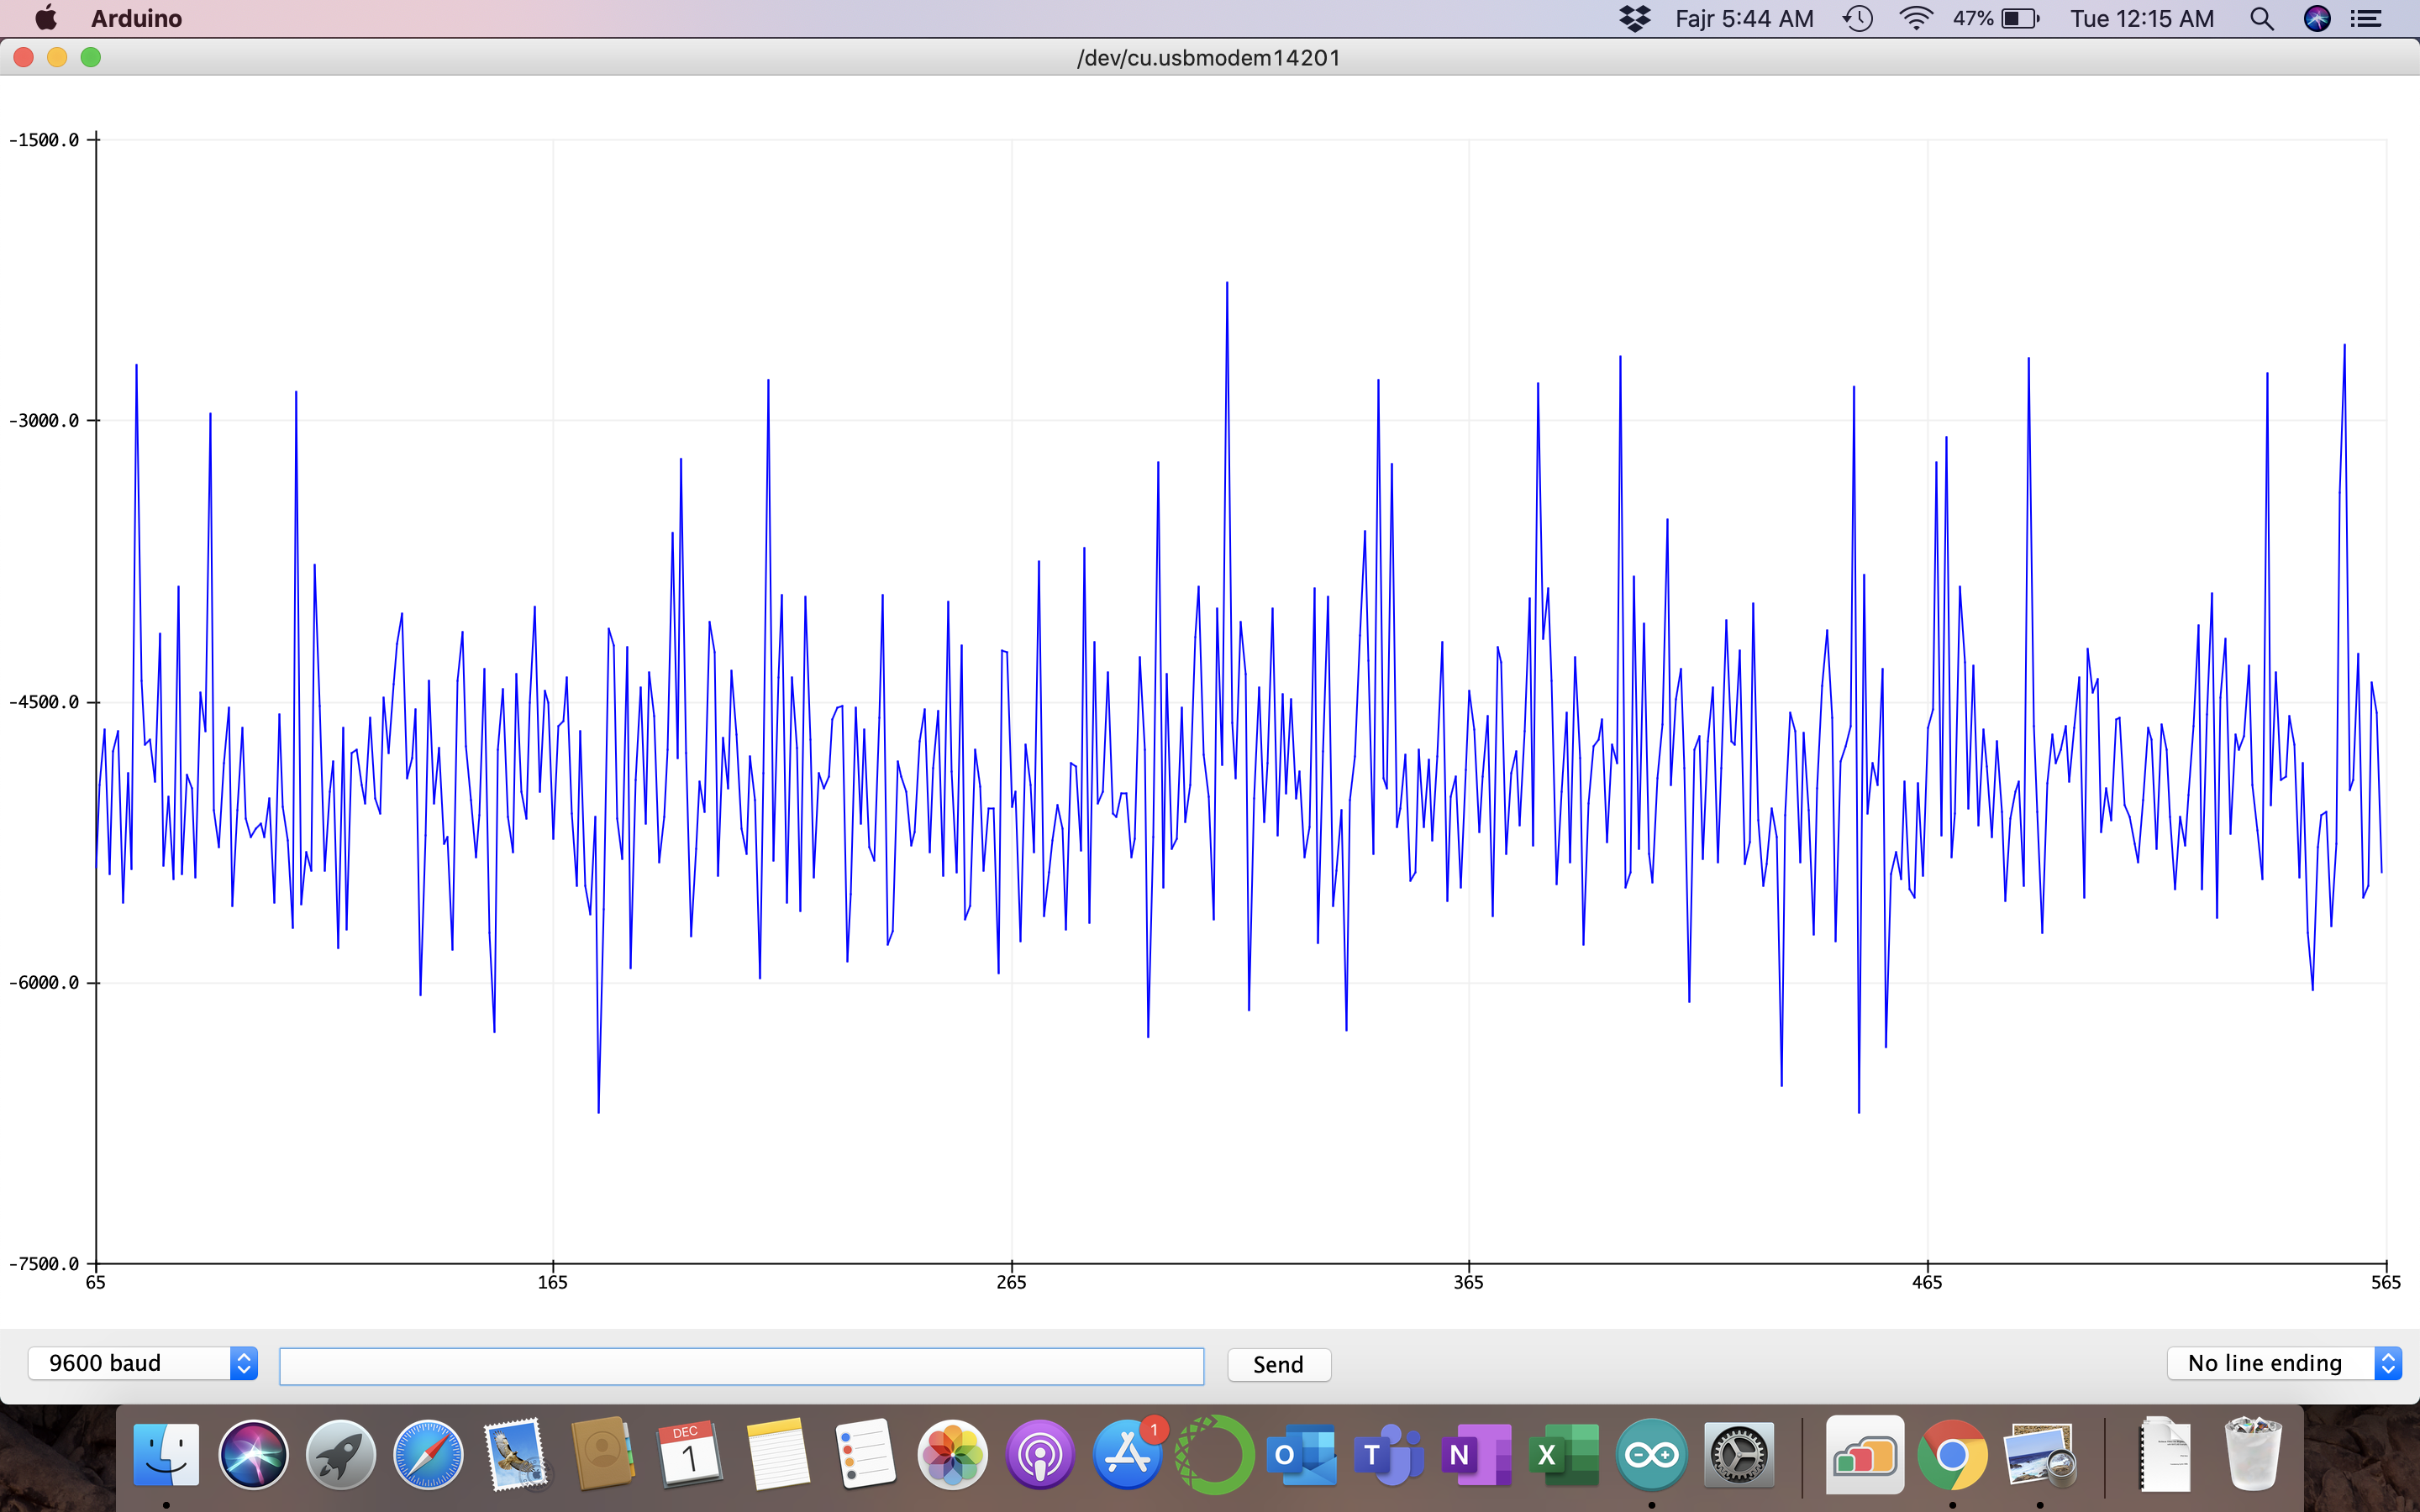 Arduino
Fajr 5:44 AM 47% Tue 12:15 AM
/dev/cu.usbmodem14201
-1500.0
-3000.0
-4500.0
-6000.0
-7500.0
65 165 265 365 465 565
9600 baud Send No line ending
DEC
1
1
O T N X